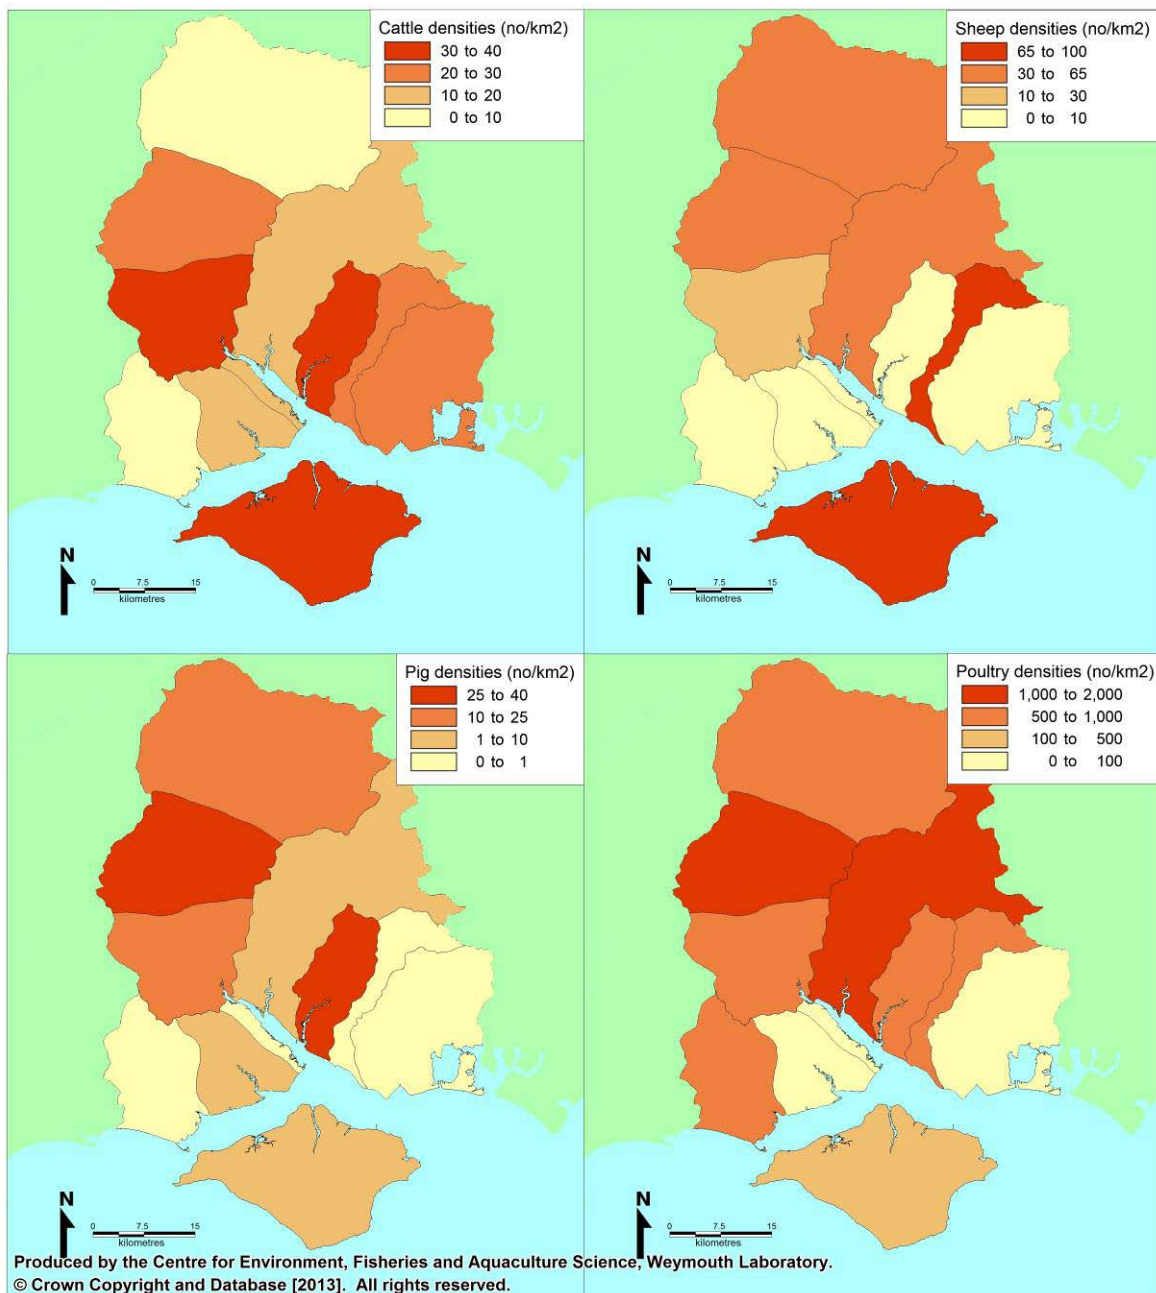 Cattle densities (no/km2)
30 to 40
20 to 30
10 to 20
0 to 10
N
0 7.5 15
kilometres
Sheep densities (no/km2)
65 to 100
30 to 65
10 to 30
0 to 10
N
0 7.5 15
kilometres
Pig densities (no/km2)
25 to 40
10 to 25
1 to 10
0 to 1
N
0 7.5 15
kilometres
Poultry densities (no/km2)
1,000 to 2,000
500 to 1,000
100 to 500
0 to 100
N
0 7.5 15
kilometres
Produced by the Centre for Environment, Fisheries and Aquaculture Science, Weymouth Laboratory.
© Crown Copyright and Database [2013]. All rights reserved.